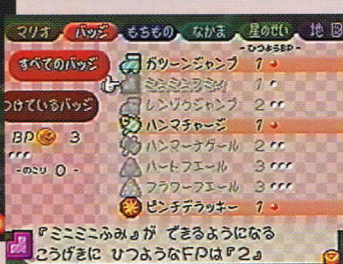 マリオ バッジ もちもの なかま 星のせい 地図
-ひつようBP-
すべてのバッジ
つけているバッジ
BP 3
-のこり 0 -
ガツーンジャンプ 1
ミニミニフミィ 1
レンゾクジャンプ 2
ハンマチャージ 1
ハンマーナゲール 2
ハートフエール 3
フラワーフエール 3
ピンチデラッキー 1
『ミニミニふみ』が できるようになる
こうげきに ひつようなFPは『2』